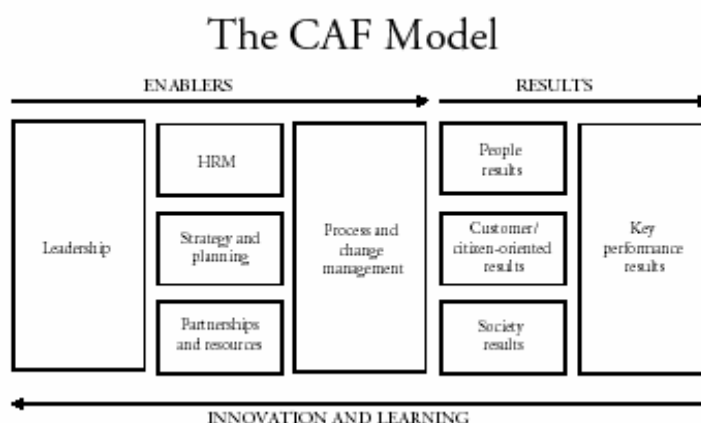 The CAF Model
ENABLERS
RESULTS
Leadership
HRM
Strategy and
planning
Partnerships
and resources
Process and
change
management
People
results
Customer/
citizen-oriented
results
Society
results
Key
performance
results
INNOVATION AND LEARNING